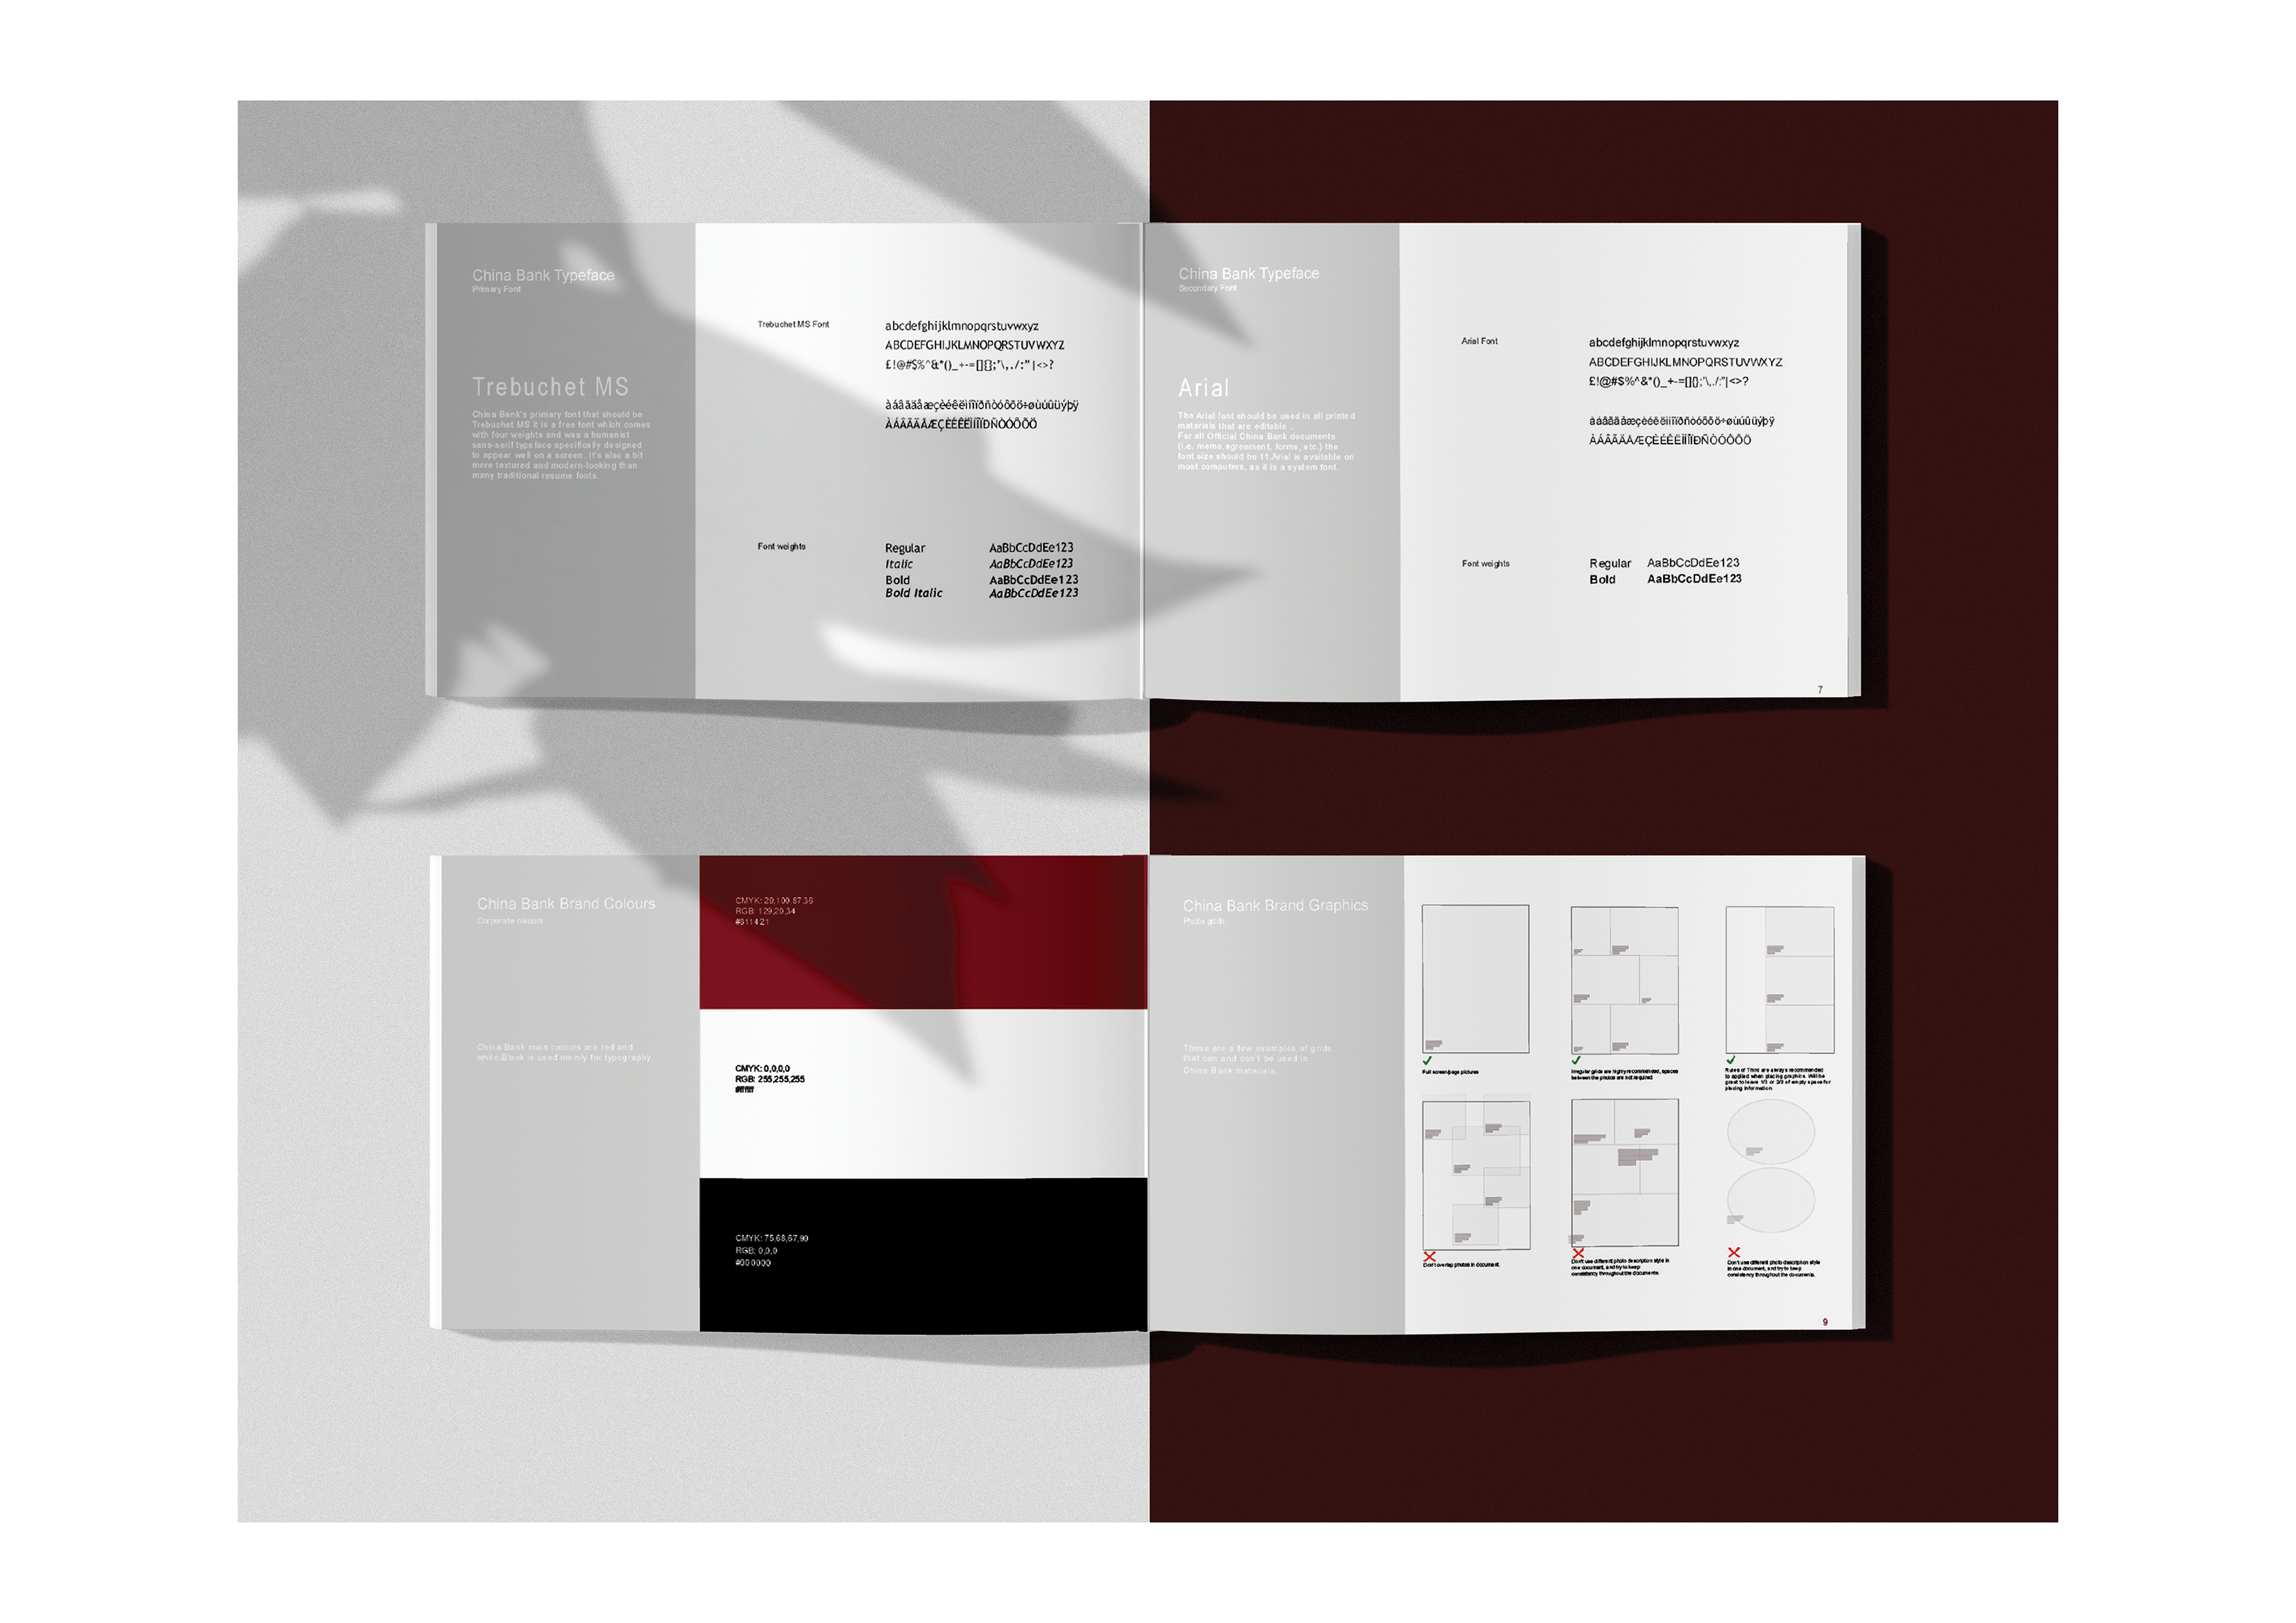 China Bank Typeface
Primary Font
Trebuchet MS
China Bank's primary font that should be
Trebuchet MS it is a free font which comes
with four weights and was a humanist
sans-serif typeface specifically designed
to appear well on a screen. It's also a bit
more textured and modern-looking than
many traditional resume fonts.
Trebuchet MS Font
abcdefghijklmnopqrstuvwxyz
ABCDEFGHIJKLMNOPQRSTUVWXYZ
£!@#$%^&*()_+-=[]{};'\,./:"|<>?
àáâãäåæçèéêëìíîïðñòóôõö÷øùúûüýþÿ
ÀÁÂÃÄÅÆÇÈÉÊËÌÍÎÏÐÑÒÓÔÕÖ
Font weights
Regular AaBbCcDdEe123
Italic AaBbCcDdEe123
Bold AaBbCcDdEe123
Bold Italic AaBbCcDdEe123
China Bank Typeface
Secondary Font
Arial
The Arial font should be used in all printed
materials that are editable .
For all Official China Bank documents
(i.e. memo,agreement, forms, etc.) the
font size should be 11.Arial is available on
most computers, as it is a system font.
Arial Font
abcdefghijklmnopqrstuvwxyz
ABCDEFGHIJKLMNOPQRSTUVWXYZ
£!@#$%^&*()_+-=[]{};'\,./:"|<>?
àáâãäåæçèéêëìíîïðñòóôõö÷øùúûüýþÿ
ÀÁÂÃÄÅÆÇÈÉÊËÌÍÎÏÐÑÒÓÔÕÖ
Font weights
Regular AaBbCcDdEe123
Bold AaBbCcDdEe123
7
China Bank Brand Colours
Corporate colours
China Bank main colours are red and
white.Black is used mainly for typography
CMYK: 29,100,87,36
RGB: 129,20,34
#811421
CMYK: 0,0,0,0
RGB: 255,255,255
#ffffff
CMYK: 75,68,67,90
RGB: 0,0,0
#000000
China Bank Brand Graphics
Photo grids
These are a few examples of grids
that can and can't be used in
China Bank materials.
Full screen/page pictures
Irregular grids are highly recommended, spaces
between the photos are not required
Rules of Third are always recommended
to applied when placing graphics. Will be
great to leave 1/3 or 2/3 of empty space for
placing information.
Don't overlap photos in document.
Don't use different photo description style in
one document, and try to keep
consistency throughout the documents.
Don't use different photo description style
in one document, and try to keep
consistency throughout the documents.
9